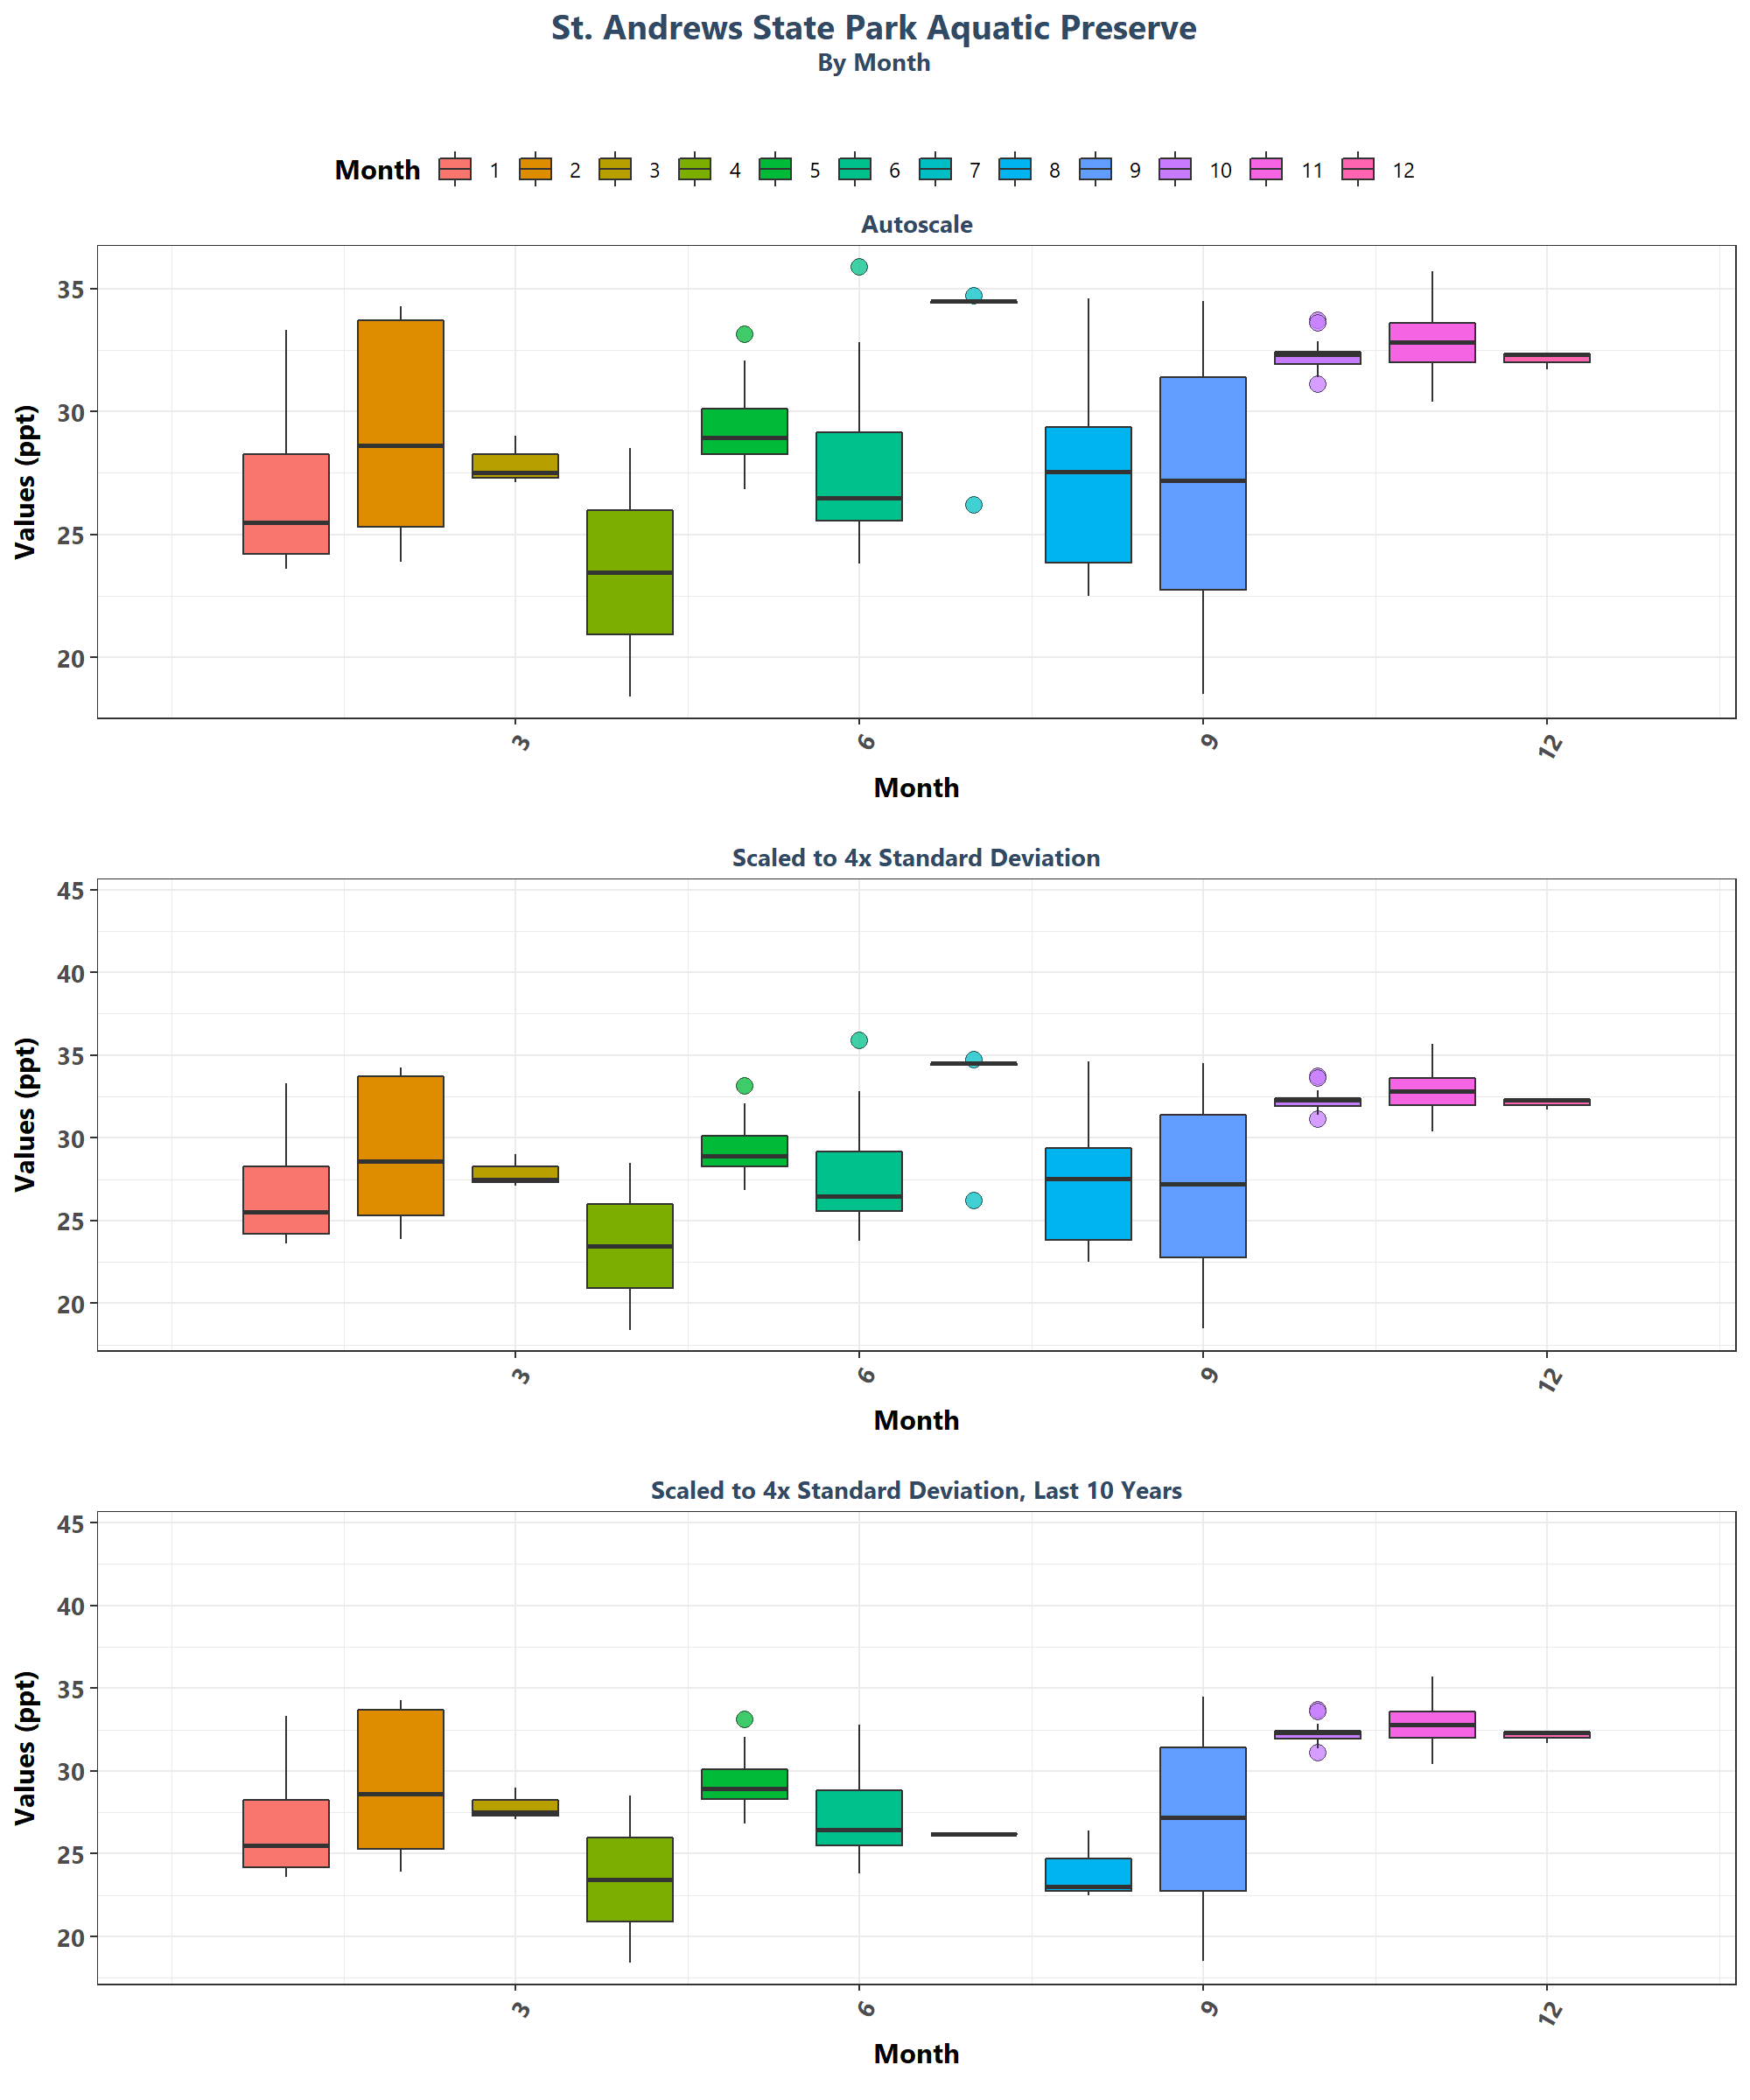 St. Andrews State Park Aquatic Preserve
By Month
Month 1 2 3 4 5 6 7 8 9 10 11 12
Autoscale
Values (ppt)
35
30
25
20
3 6 9 12
Month
Scaled to 4x Standard Deviation
Values (ppt)
45
40
35
30
25
20
3 6 9 12
Month
Scaled to 4x Standard Deviation, Last 10 Years
Values (ppt)
45
40
35
30
25
20
3 6 9 12
Month